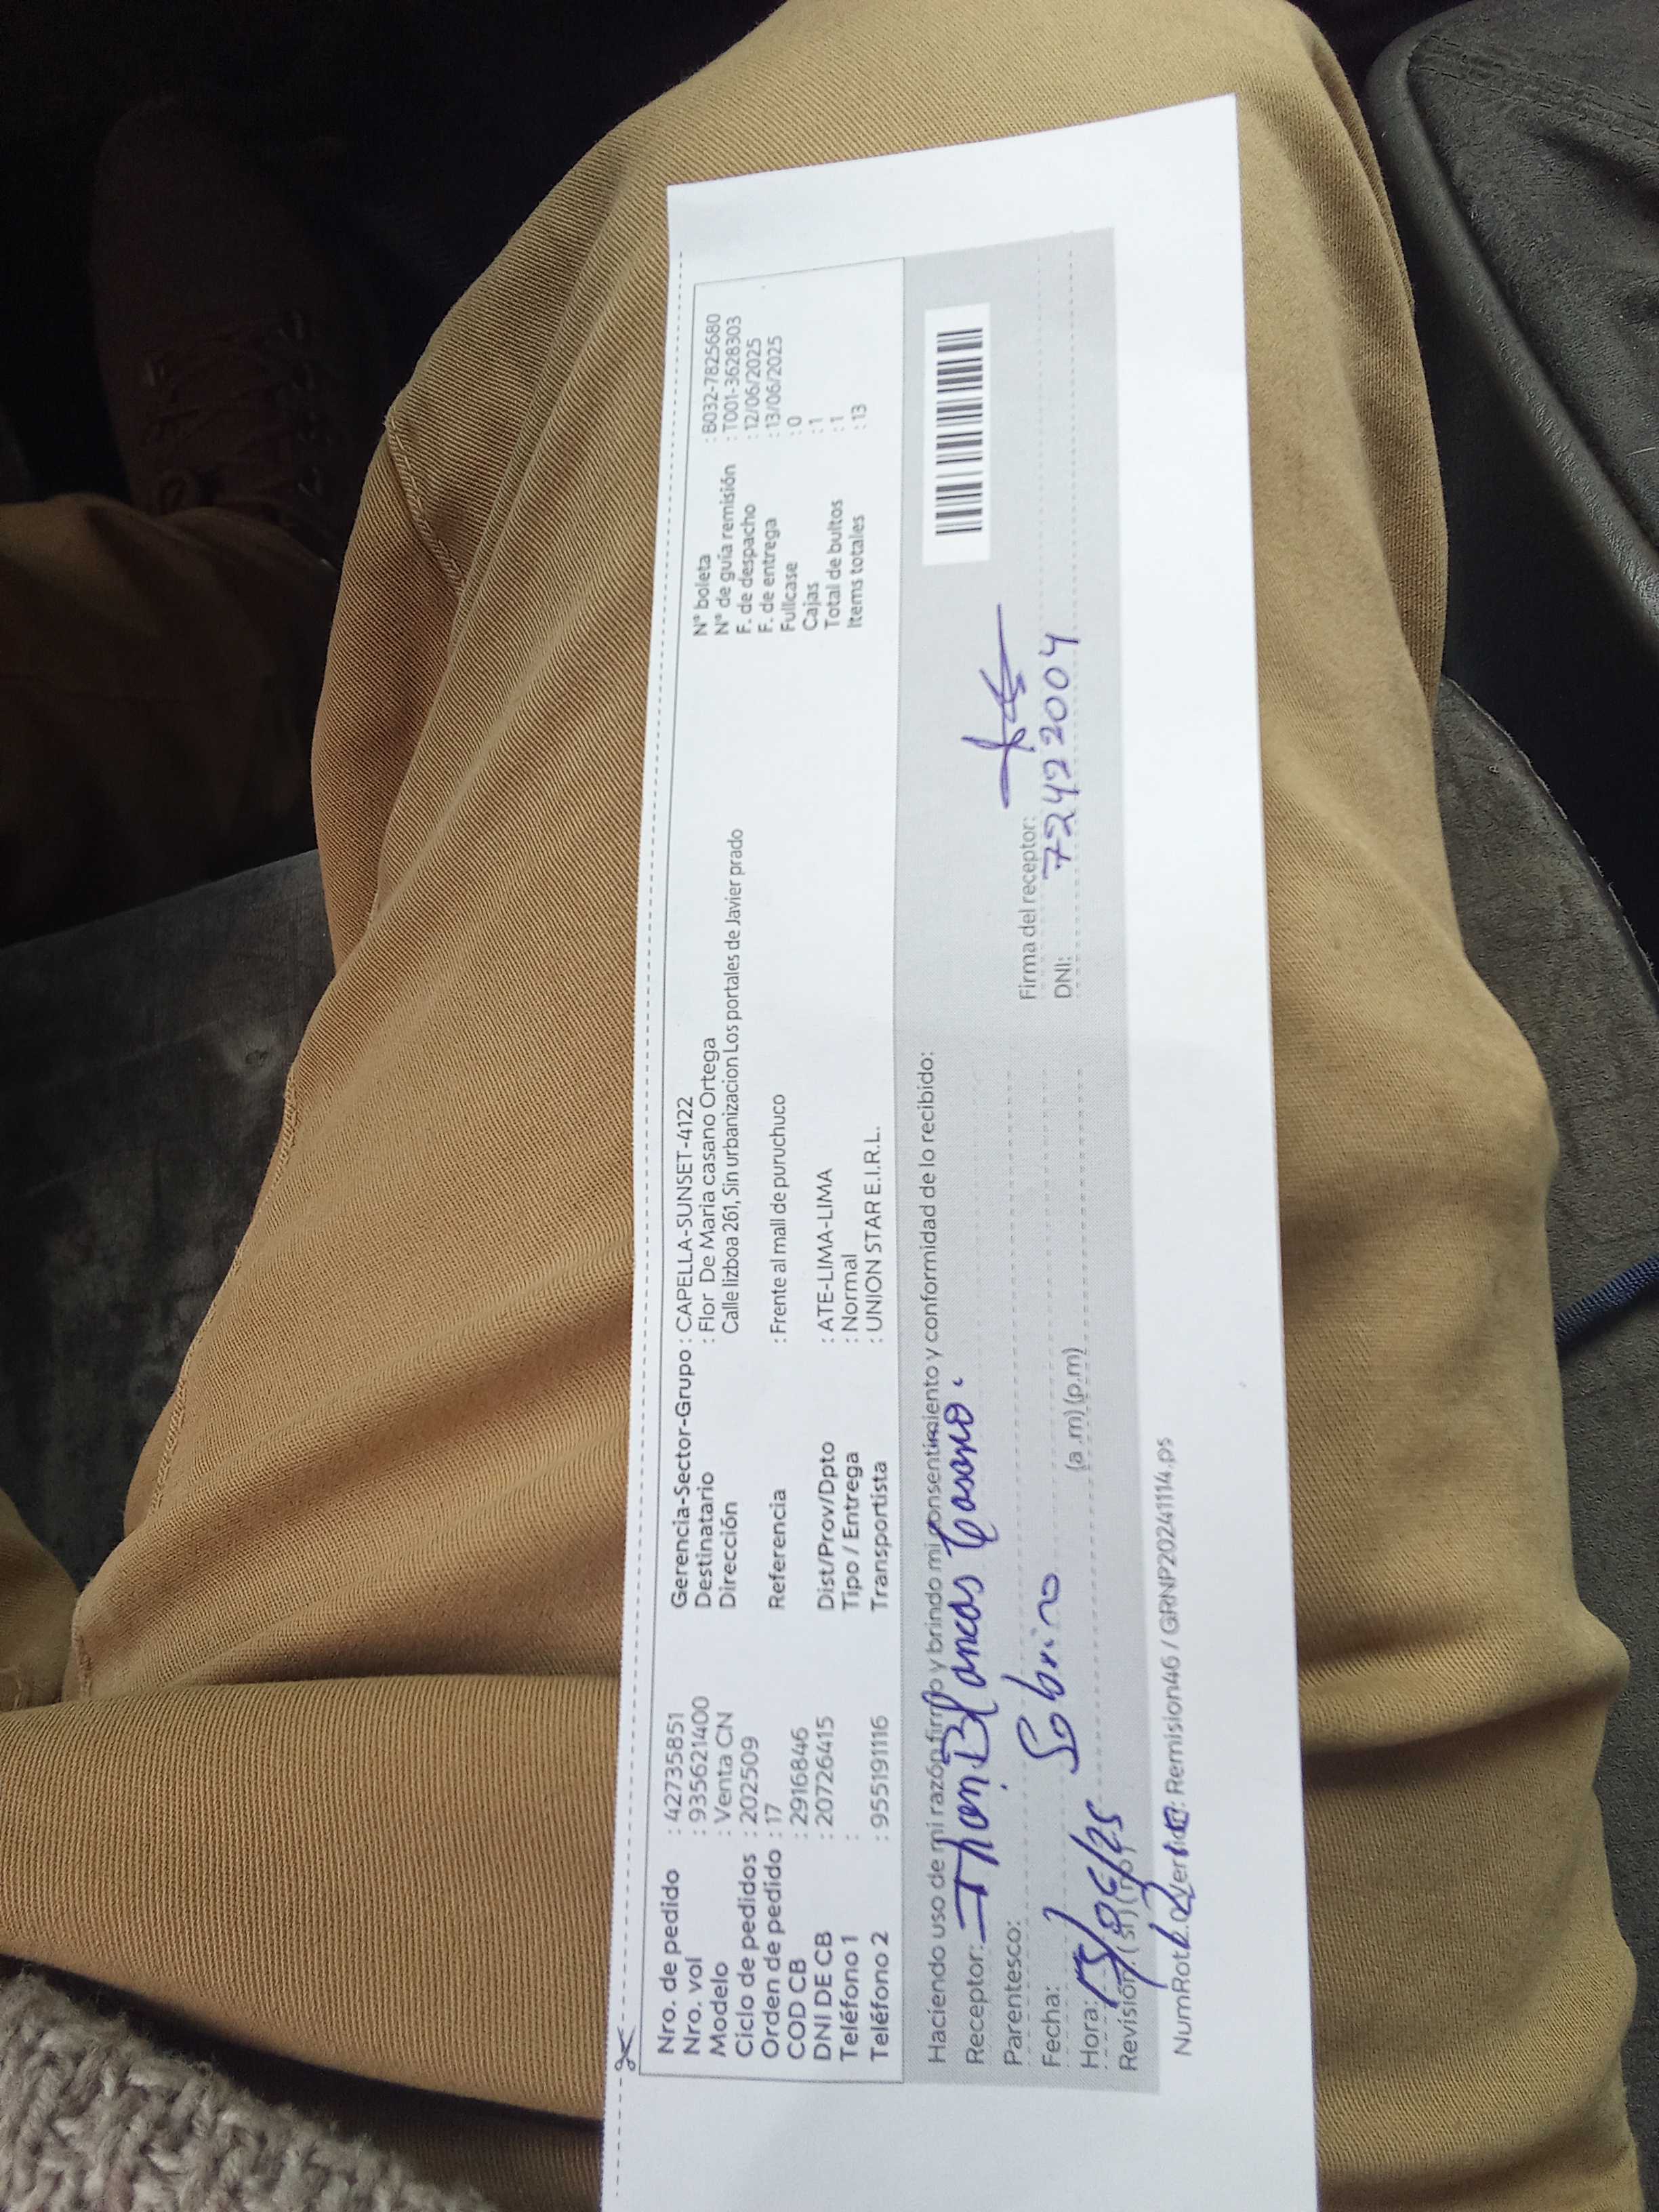 Nro. de pedido : 42735851
Nro. vol : 935621400
Modelo : Venta CN
Ciclo de pedidos : 202509
Orden de pedido : 17
COD CB : 2916846
DNI DE CB : 20726415
Teléfono 1 :
Teléfono 2 : 955191116
Gerencia-Sector-Grupo : CAPELLA-SUNSET-4122
Destinatario : Flor De Maria casano Ortega
Dirección Calle lizboa 261, Sin urbanizacion Los portales de Javier prado
Referencia : Frente al mall de puruchuco
Dist/Prov/Dpto : ATE-LIMA-LIMA
Tipo / Entrega : Normal
Transportista : UNION STAR E.I.R.L.
N° boleta : B032-7825680
N° de guía remisión : T001-3628303
F. de despacho : 12/06/2025
F. de entrega : 13/06/2025
Fullcase : 0
Cajas : 1
Total de bultos : 1
Items totales : 13
Haciendo uso de mi razón firmo y brindo mi consentimiento y conformidad de lo recibido:
Receptor: Blancas Casano.
Parentesco: Sobrino
Fecha:
Hora: (a.m) (p.m)
Revisión:
Firma del receptor:
DNI: 72422004
Remision46 / GRNP20241114.ps